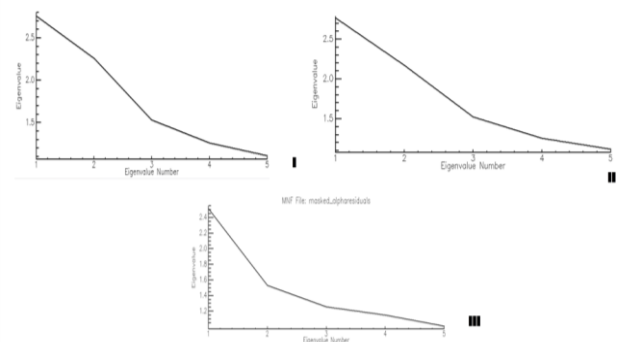 2.5
2.0
1.5
Eigenvalue
1 2 3 4 5
Eigenvalue Number
I
2.5
2.0
1.5
Eigenvalue
1 2 3 4 5
Eigenvalue Number
II
MNF File: masked_alpharesiduals
2.4
2.2
2.0
1.8
1.6
1.4
1.2
Eigenvalue
1 2 3 4 5
Eigenvalue Number
III